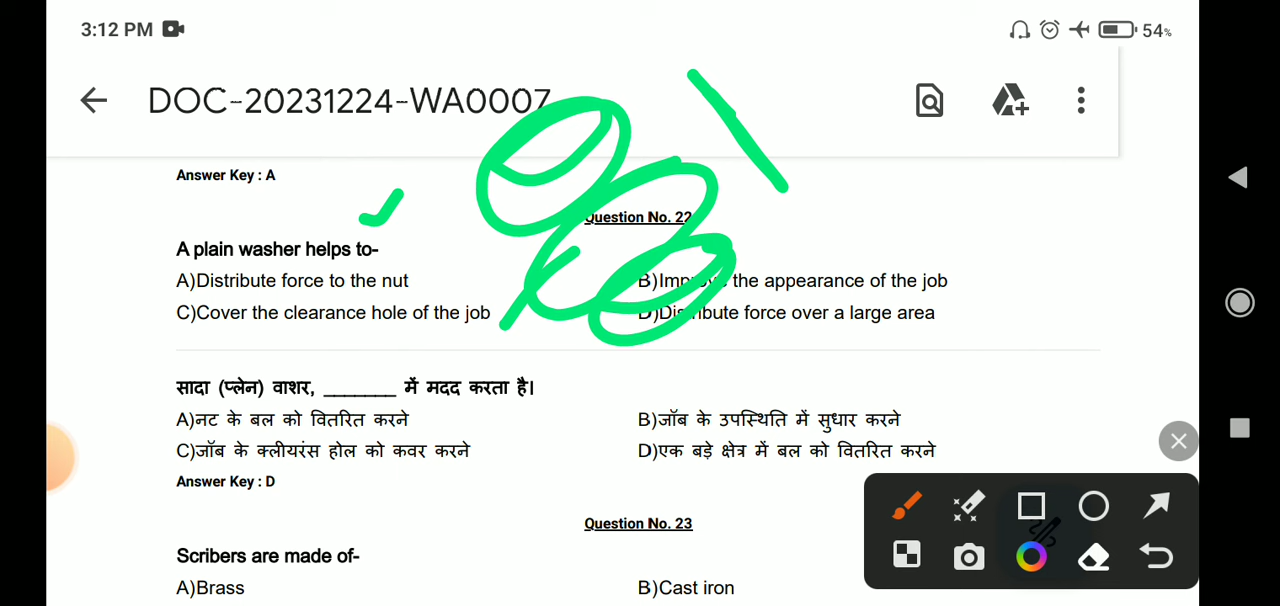 3:12 PM 54%
DOC-20231224-WA0007
Answer Key : A
Question No. 22
A plain washer helps to-
A)Distribute force to the nut B)Improve the appearance of the job
C)Cover the clearance hole of the job D)Distribute force over a large area
सादा (प्लेन) वाशर, _______ में मदद करता है।
A)नट के बल को वितरित करने B)जॉब के उपस्थिति में सुधार करने
C)जॉब के क्लीयरंस होल को कवर करने D)एक बड़े क्षेत्र में बल को वितरित करने
Answer Key : D
Question No. 23
Scribers are made of-
A)Brass B)Cast iron